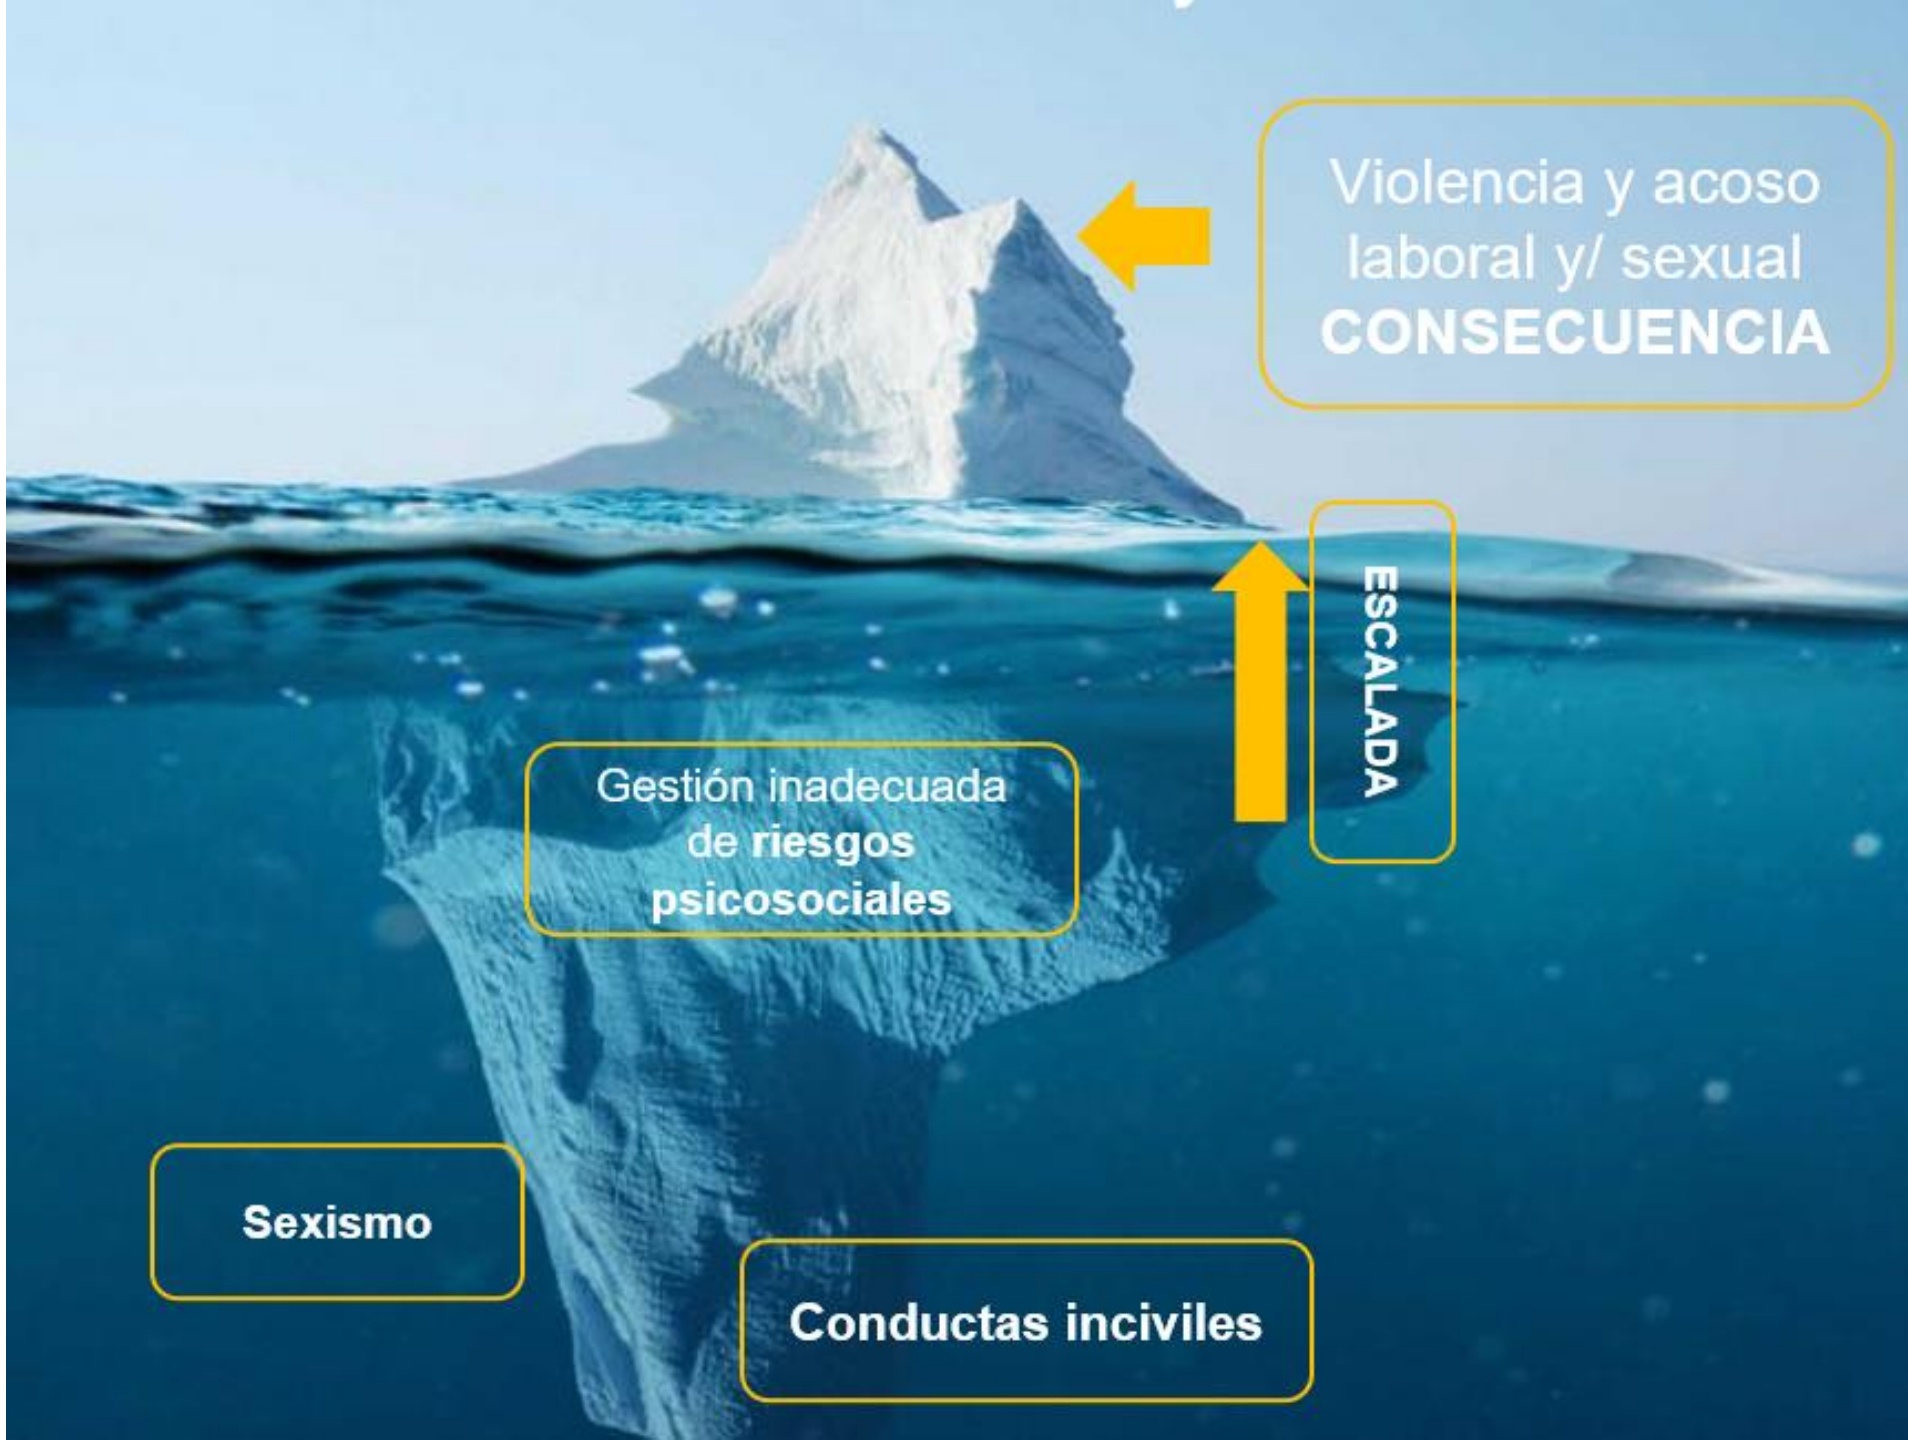 Violencia y acoso
laboral y/ sexual
CONSECUENCIA
ESCALADA
Gestión inadecuada
de riesgos
psicosociales
Sexismo
Conductas inciviles